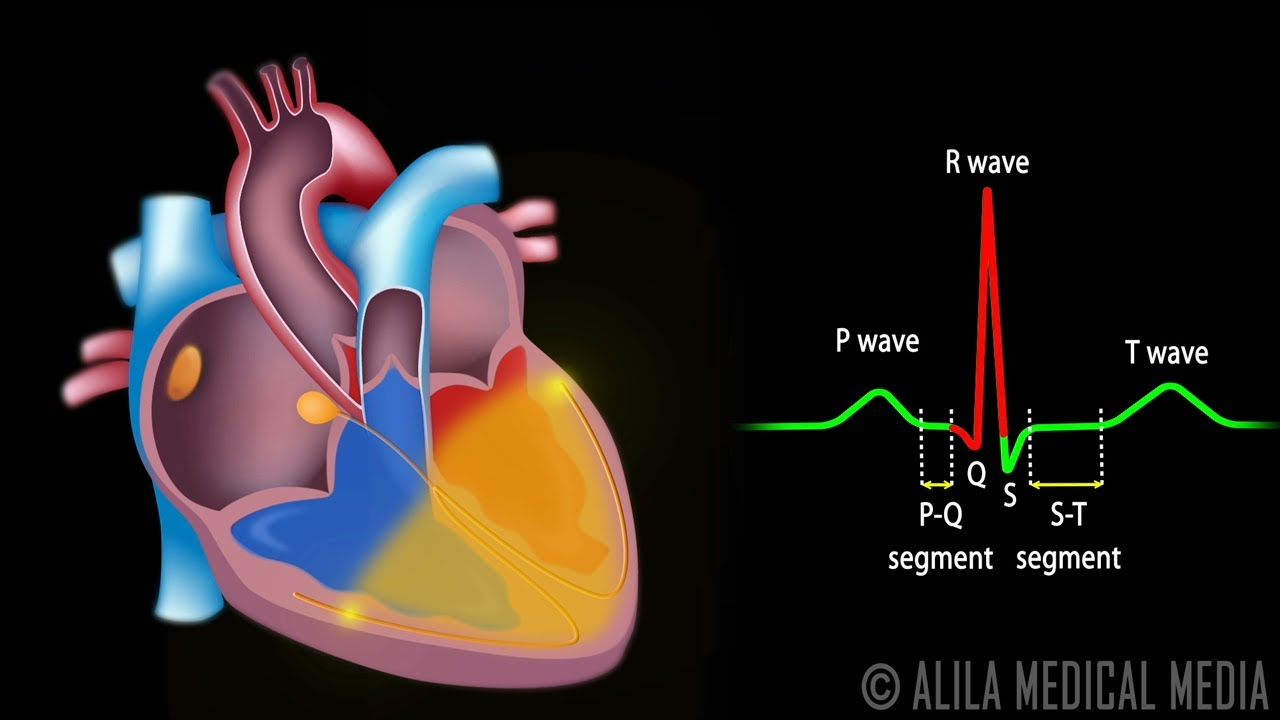 R wave
P wave
T wave
Q
S
P-Q
segment
S-T
segment
© ALILA MEDICAL MEDIA